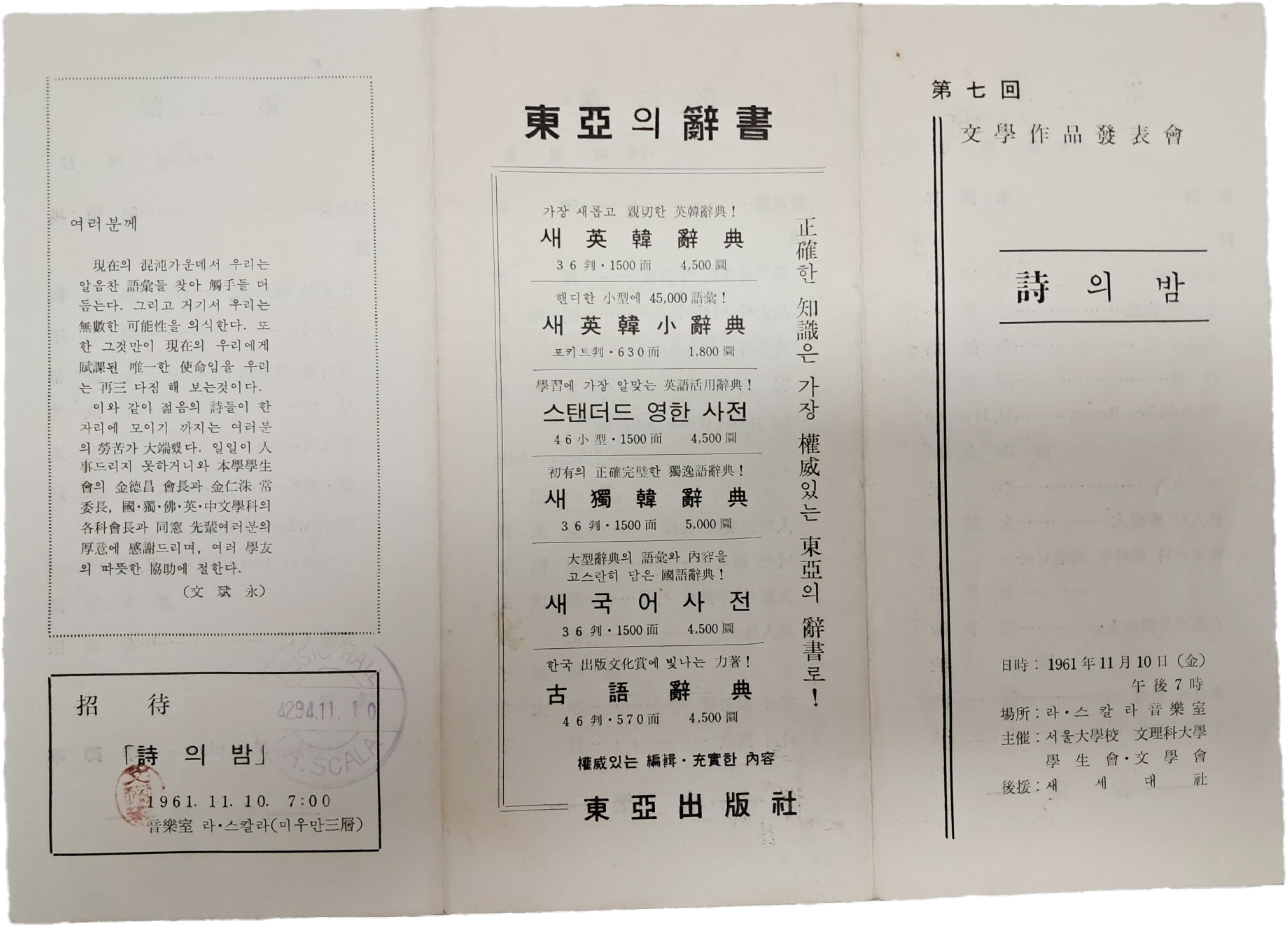 여러분께
現在의 混沌가운데서 우리는
알음찬 語彙들 찾아 觸手들 더
듬는다. 그리고 거기서 우리는
無數한 可能性을 의식한다. 또
한 그것만이 現在의 우리에게
賦課된 唯一한 使命임을 우리
는 再三 다짐 해 보는것이다.
이와 같이 젊음의 詩들이 한
자리에 모이기 까지는 여러분
의 勞苦가 大端했다. 일일이 人
事드리지 못하거니와 本學學生
會의 金德昌 會長과 金仁洙 常
委長, 國·獨·佛·英·中文學科의
各科會長과 同窓 先輩여러분의
厚意에 感謝드리며, 여러 學友
의 따뜻한 協助에 절한다.
(文 斌 永)
招 待
「詩 의 밤」
1961. 11. 10. 7:00
音樂室 라·스칼라(미우만三層)
MUSIC HALL
4294.11. 10
T. SCALA
東亞의 辭書
가장 새롭고 親切한 英韓辭典!
새 英 韓 辭 典
36判·1500面 4,500圜
핸디한 小型에 45,000語彙!
새 英 韓 小 辭 典
포키트判·630面 1,800圜
學習에 가장 알맞는 英語活用辭典!
스탠더드 영한 사전
46小型·1500面 4,500圜
初有의 正確完璧한 獨逸語辭典!
새 獨 韓 辭 典
36判·1500面 5,000圜
大型辭典의 語彙와 內容을
고스란히 담은 國語辭典!
새 국 어 사 전
36判·1500面 4,500圜
한국 出版文化賞에 빛나는 力著!
古 語 辭 典
46判·570面 4,500圜
正確한 知識은 가장 權威있는 東亞의 辭書로!
權威있는 編輯·充實한 內容
東亞出版社
第七回
文學作品發表會
詩 의 밤
日時: 1961年 11月 10日 (金)
午後 7時
場所: 라·스칼라 音樂室
主催: 서울大學校 文理科大學
學生會·文學會
後援: 새 세 대 社